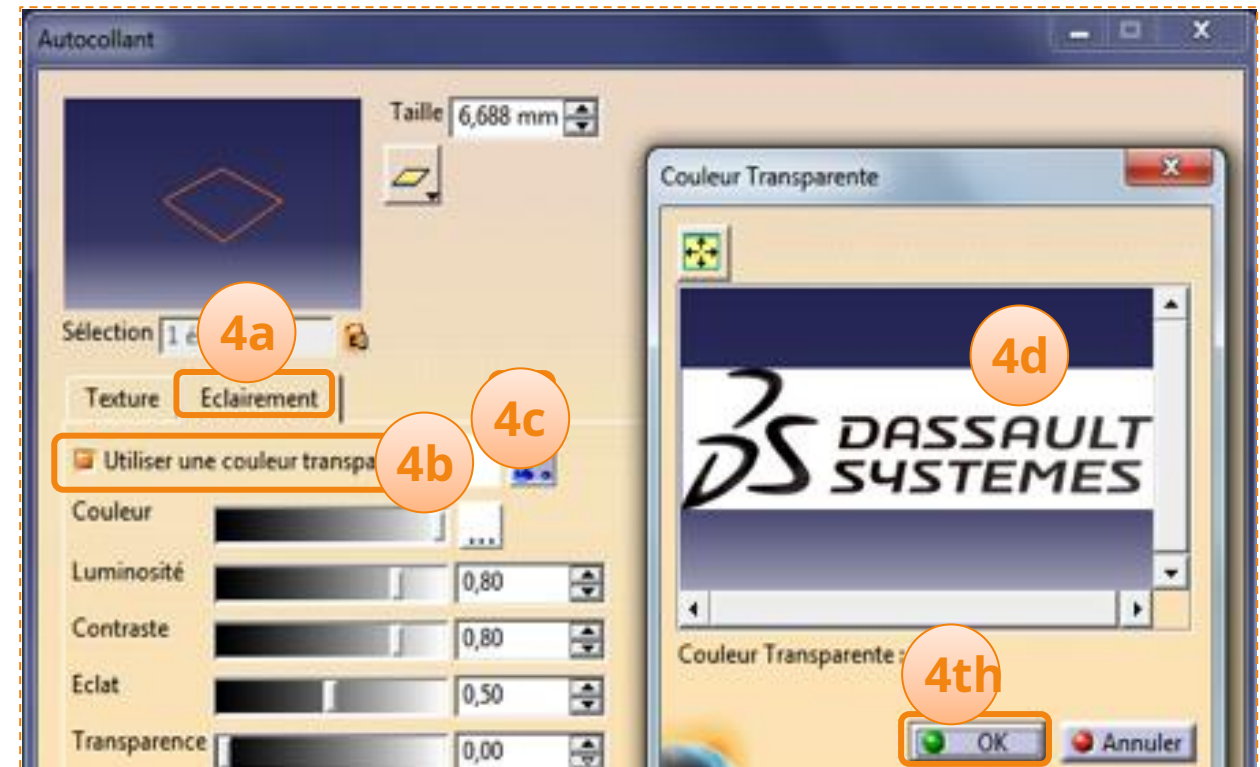 Autocollant
Taille 6,688 mm
Couleur Transparente
Sélection 1 é
4a
4d
Texture Eclairement
4c
DASSAULT
SYSTEMES
Utiliser une couleur transpa
4b
Couleur
...
Luminosité 0,80
Contraste 0,80
Couleur Transparente :
4th
Eclat 0,50
Transparence 0,00
OK Annuler